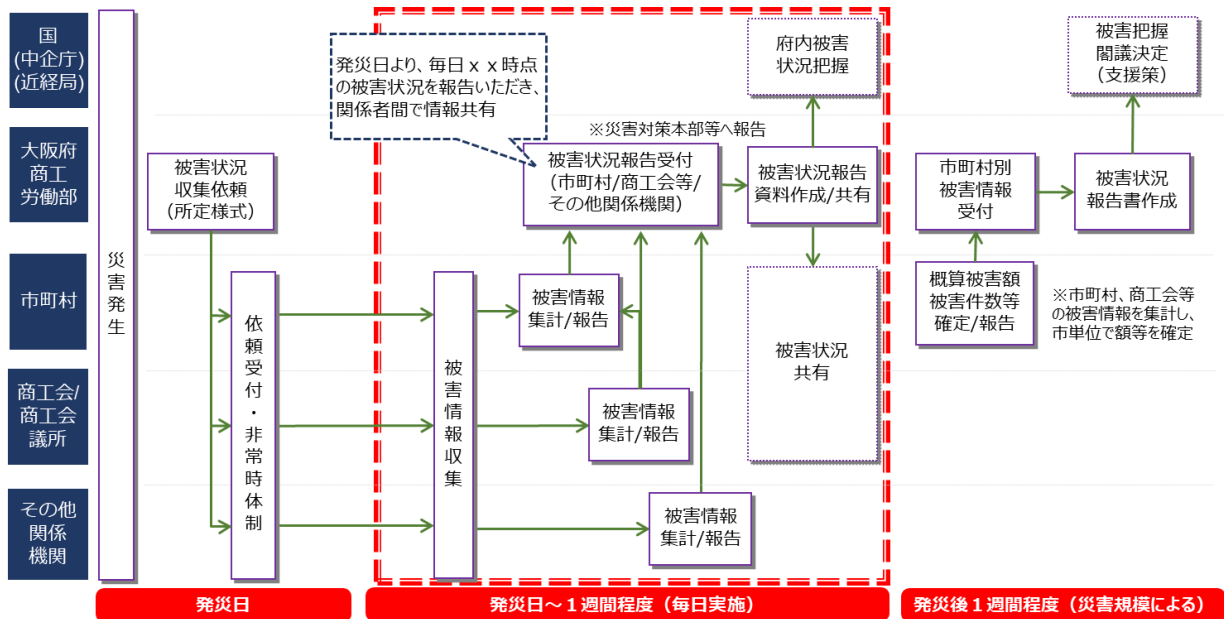 国
(中企庁)
(近経局)
大阪府
商工
労働部
市町村
商工会/
商工会
議所
その他
関係
機関
災害発生
被害状況
収集依頼
（所定様式）
依頼受付・非常時体制
発災日より、毎日ｘｘ時点
の被害状況を報告いただき、
関係者間で情報共有
※災害対策本部等へ報告
被害状況報告受付
（市町村/商工会等/
その他関係機関）
被害情報収集
被害情報
集計/報告
被害情報
集計/報告
被害情報
集計/報告
府内被害
状況把握
被害状況報告
資料作成/共有
被害状況
共有
市町村別
被害情報
受付
概算被害額
被害件数等
確定/報告
※市町村、商工会等
の被害情報を集計し、
市単位で額等を確定
被害把握
閣議決定
（支援策）
被害状況
報告書作成
発災日
発災日～１週間程度（毎日実施）
発災後１週間程度（災害規模による）